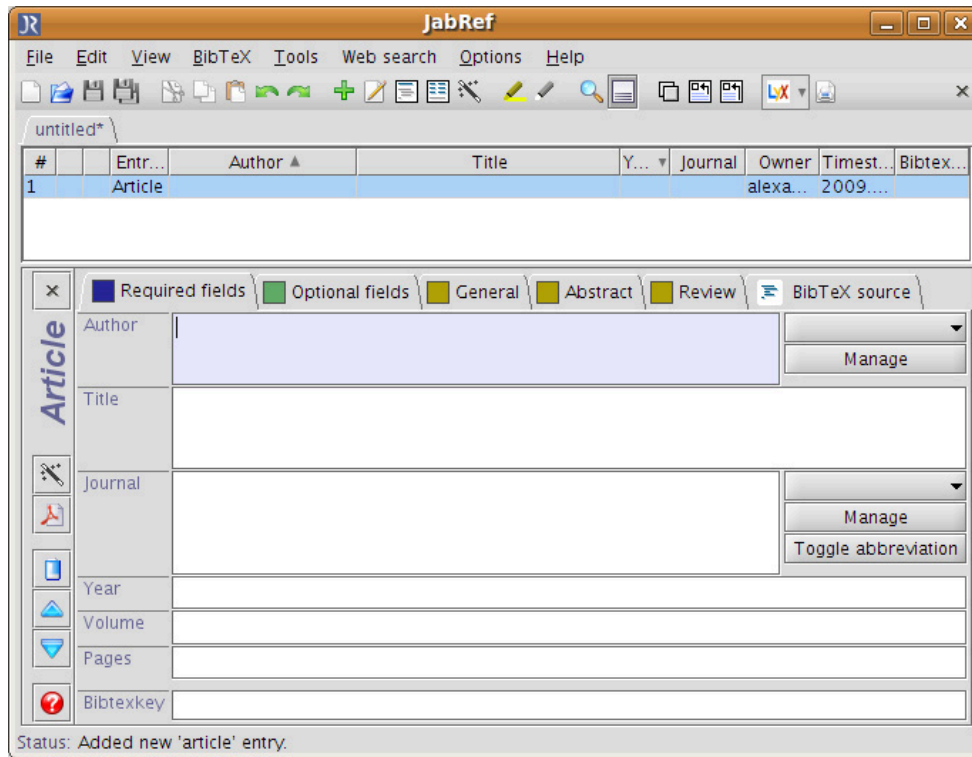 JabRef
File Edit View BibTeX Tools Web search Options Help
LyX
untitled*
# Entr... Author Title Y... Journal Owner Timest... Bibtex...
1 Article alexa... 2009....
Required fields Optional fields General Abstract Review BibTeX source
Article
Author
Manage
Title
Journal
Manage
Toggle abbreviation
Year
Volume
Pages
Bibtexkey
Status: Added new 'article' entry.